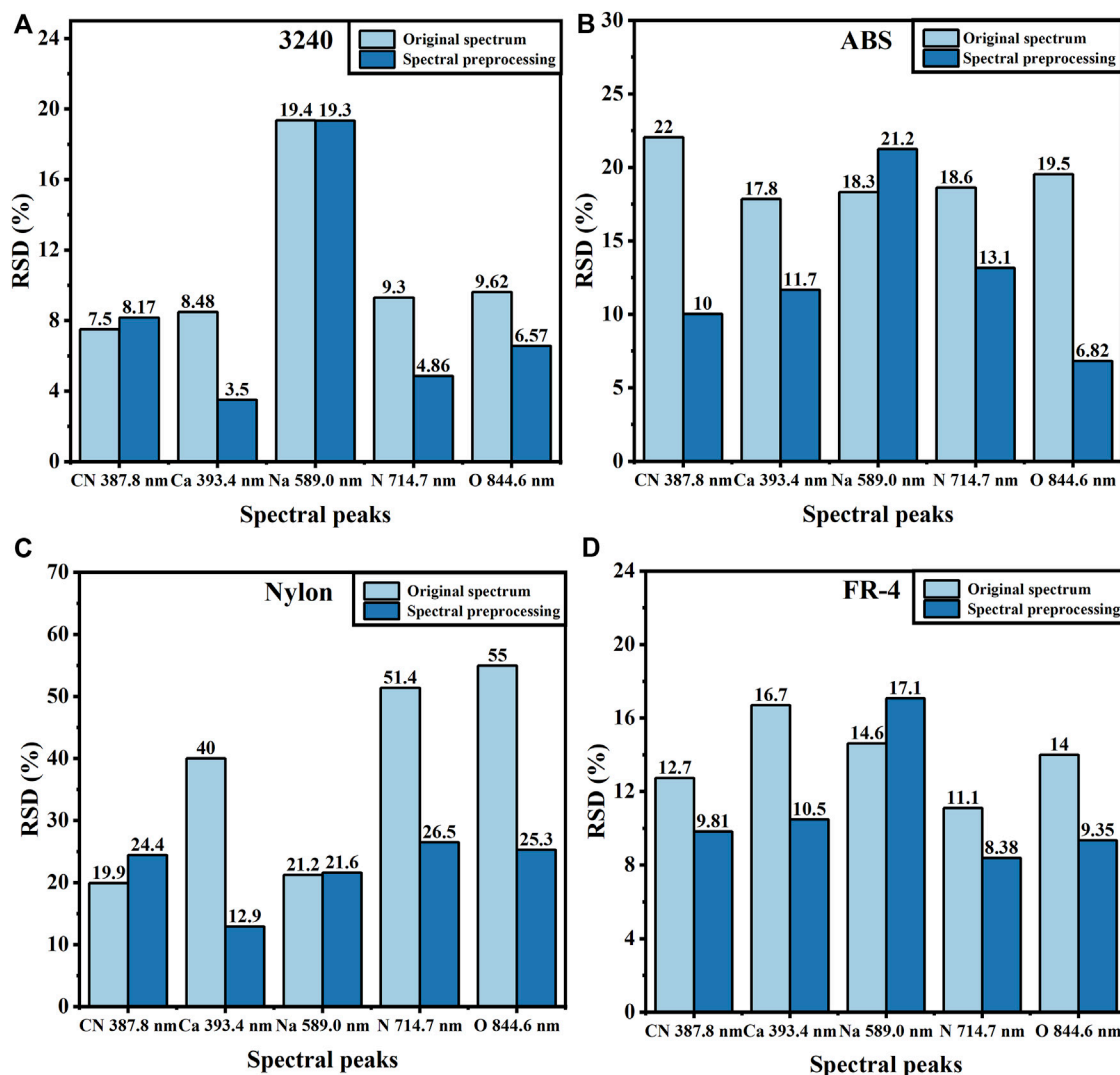 A
3240
Original spectrum
Spectral preprocessing
24
20
16
12
8
4
0
RSD (%)
7.5
8.17
8.48
3.5
19.4
19.3
9.3
4.86
9.62
6.57
CN 387.8 nm
Ca 393.4 nm
Na 589.0 nm
N 714.7 nm
O 844.6 nm
Spectral peaks
B
ABS
Original spectrum
Spectral preprocessing
30
25
20
15
10
5
0
RSD (%)
22
10
17.8
11.7
18.3
21.2
18.6
13.1
19.5
6.82
CN 387.8 nm
Ca 393.4 nm
Na 589.0 nm
N 714.7 nm
O 844.6 nm
Spectral peaks
C
Nylon
Original spectrum
Spectral preprocessing
70
60
50
40
30
20
10
0
RSD (%)
19.9
24.4
40
12.9
21.2
21.6
51.4
26.5
55
25.3
CN 387.8 nm
Ca 393.4 nm
Na 589.0 nm
N 714.7 nm
O 844.6 nm
Spectral peaks
D
FR-4
Original spectrum
Spectral preprocessing
24
20
16
12
8
4
0
RSD (%)
12.7
9.81
16.7
10.5
14.6
17.1
11.1
8.38
14
9.35
CN 387.8 nm
Ca 393.4 nm
Na 589.0 nm
N 714.7 nm
O 844.6 nm
Spectral peaks